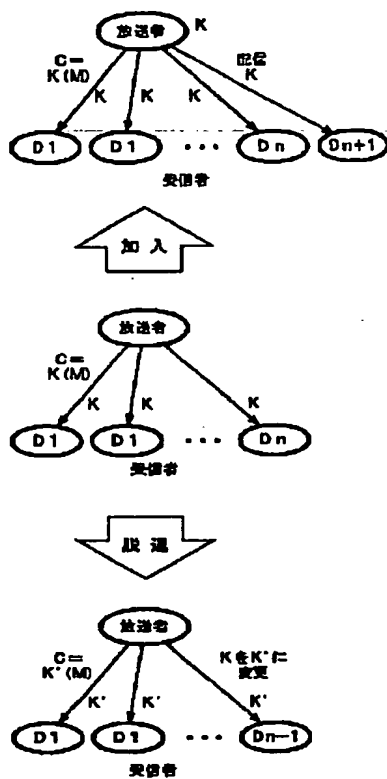 放送者 K
C=
K(M)
K K K
配信
K
D1 D1 ・・・ Dn Dn+1
受信者
加入
放送者
C=
K(M)
K K K
D1 D1 ・・・ Dn
受信者
脱退
放送者
C=
K'(M)
KをK'に
変更
K' K' K'
D1 D1 ・・・ Dn-1
受信者